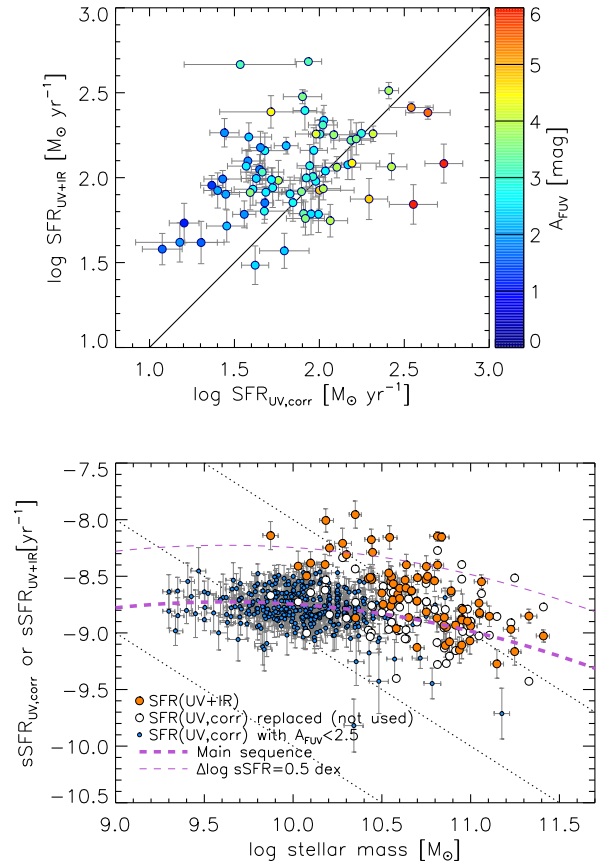 3.0
2.5
2.0
1.5
1.0
log SFR_UV+IR [M⊙ yr⁻¹]
1.0 1.5 2.0 2.5 3.0
log SFR_UV,corr [M⊙ yr⁻¹]
6
5
4
3
2
1
0
A_FUV [mag]
−7.5
−8.0
−8.5
−9.0
−9.5
−10.0
−10.5
sSFR_UV,corr or sSFR_UV+IR[yr⁻¹]
SFR(UV+IR)
SFR(UV,corr) replaced (not used)
SFR(UV,corr) with A_FUV<2.5
Main sequence
Δlog sSFR=0.5 dex
9.0 9.5 10.0 10.5 11.0 11.5
log stellar mass [M⊙]